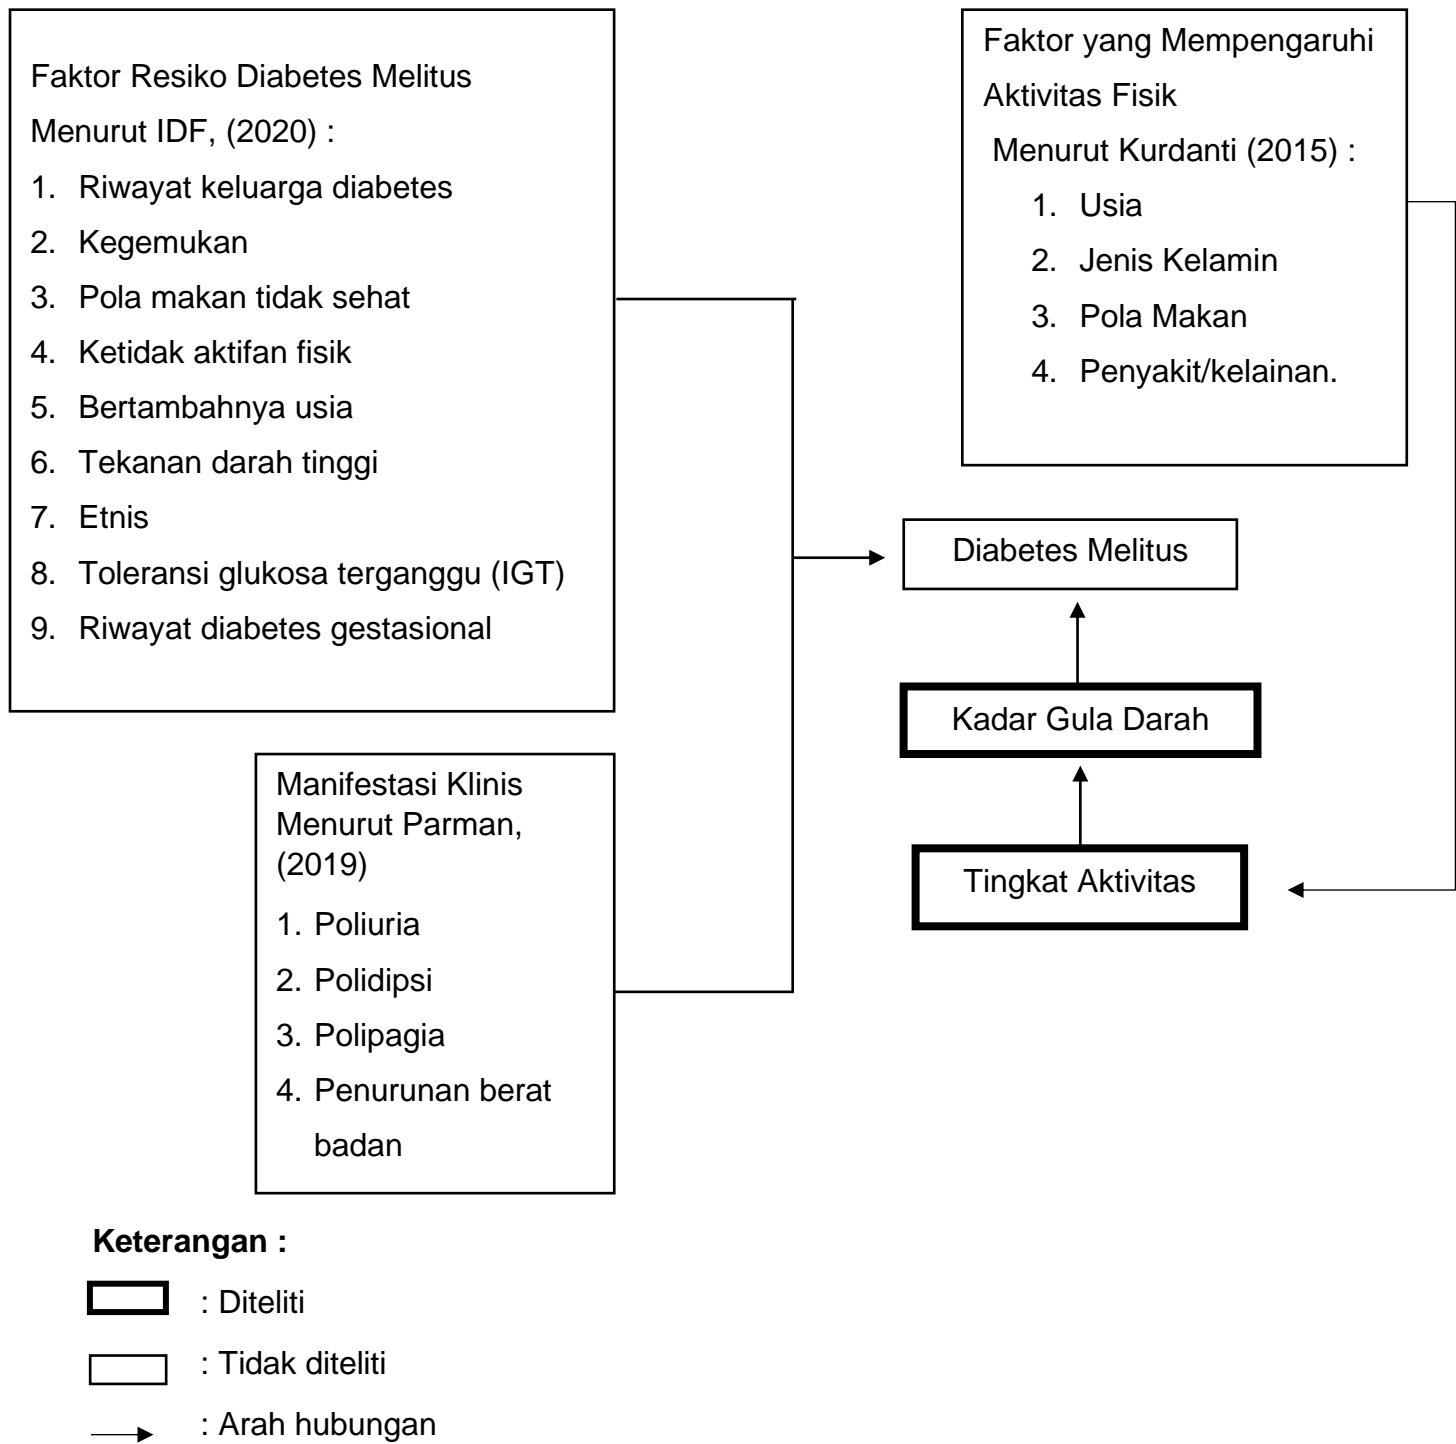 Faktor Resiko Diabetes Melitus
Menurut IDF, (2020) :
1. Riwayat keluarga diabetes
2. Kegemukan
3. Pola makan tidak sehat
4. Ketidak aktifan fisik
5. Bertambahnya usia
6. Tekanan darah tinggi
7. Etnis
8. Toleransi glukosa terganggu (IGT)
9. Riwayat diabetes gestasional
Faktor yang Mempengaruhi
Aktivitas Fisik
Menurut Kurdanti (2015) :
1. Usia
2. Jenis Kelamin
3. Pola Makan
4. Penyakit/kelainan.
Diabetes Melitus
Kadar Gula Darah
Tingkat Aktivitas
Manifestasi Klinis
Menurut Parman,
(2019)
1. Poliuria
2. Polidipsi
3. Polipagia
4. Penurunan berat
badan
Keterangan :
: Diteliti
: Tidak diteliti
: Arah hubungan